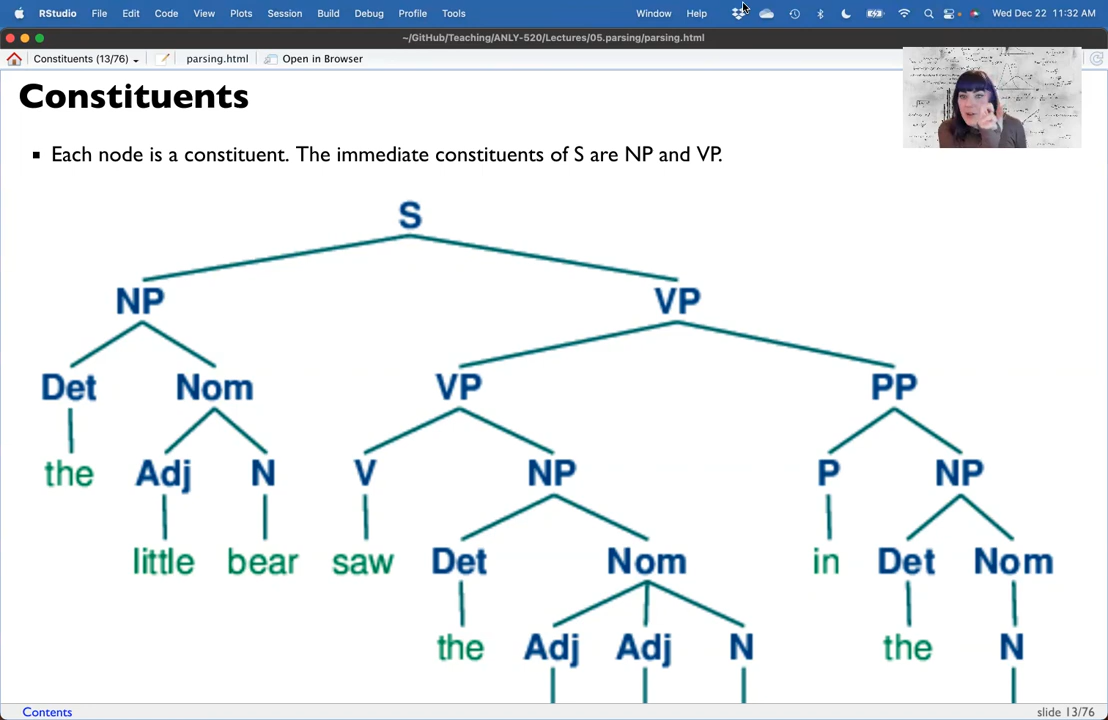 RStudio File Edit Code View Plots Session Build Debug Profile Tools Window Help Wed Dec 22 11:32 AM
~/GitHub/Teaching/ANLY-520/Lectures/05.parsing/parsing.html
Constituents (13/76) parsing.html Open in Browser
Constituents
Each node is a constituent. The immediate constituents of S are NP and VP.
S
NP VP
Det Nom VP PP
the Adj N V NP P NP
little bear saw Det Nom in Det Nom
the Adj Adj N the N
Contents slide 13/76